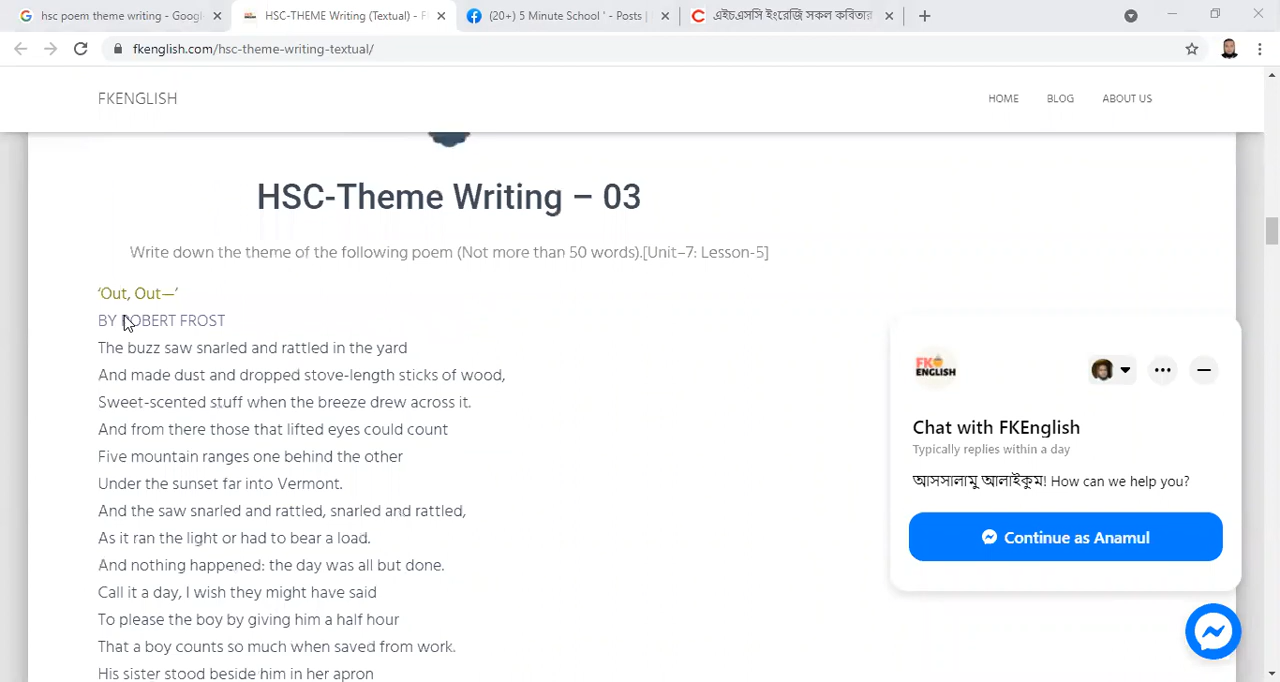 hsc poem theme writing - Goog
HSC-THEME Writing (Textual) - F
(20+) 5 Minute School ' - Posts |
এইচএসসি ইংরেজি সকল কবিতার
fkenglish.com/hsc-theme-writing-textual/
FKENGLISH
HOME
BLOG
ABOUT US
HSC-Theme Writing – 03
Write down the theme of the following poem (Not more than 50 words).[Unit–7: Lesson-5]
‘Out, Out—’
BY ROBERT FROST
The buzz saw snarled and rattled in the yard
And made dust and dropped stove-length sticks of wood,
Sweet-scented stuff when the breeze drew across it.
And from there those that lifted eyes could count
Five mountain ranges one behind the other
Under the sunset far into Vermont.
And the saw snarled and rattled, snarled and rattled,
As it ran the light or had to bear a load.
And nothing happened: the day was all but done.
Call it a day, I wish they might have said
To please the boy by giving him a half hour
That a boy counts so much when saved from work.
His sister stood beside him in her apron
FK
ENGLISH
Chat with FKEnglish
Typically replies within a day
আসসালামু আলাইকুম! How can we help you?
Continue as Anamul